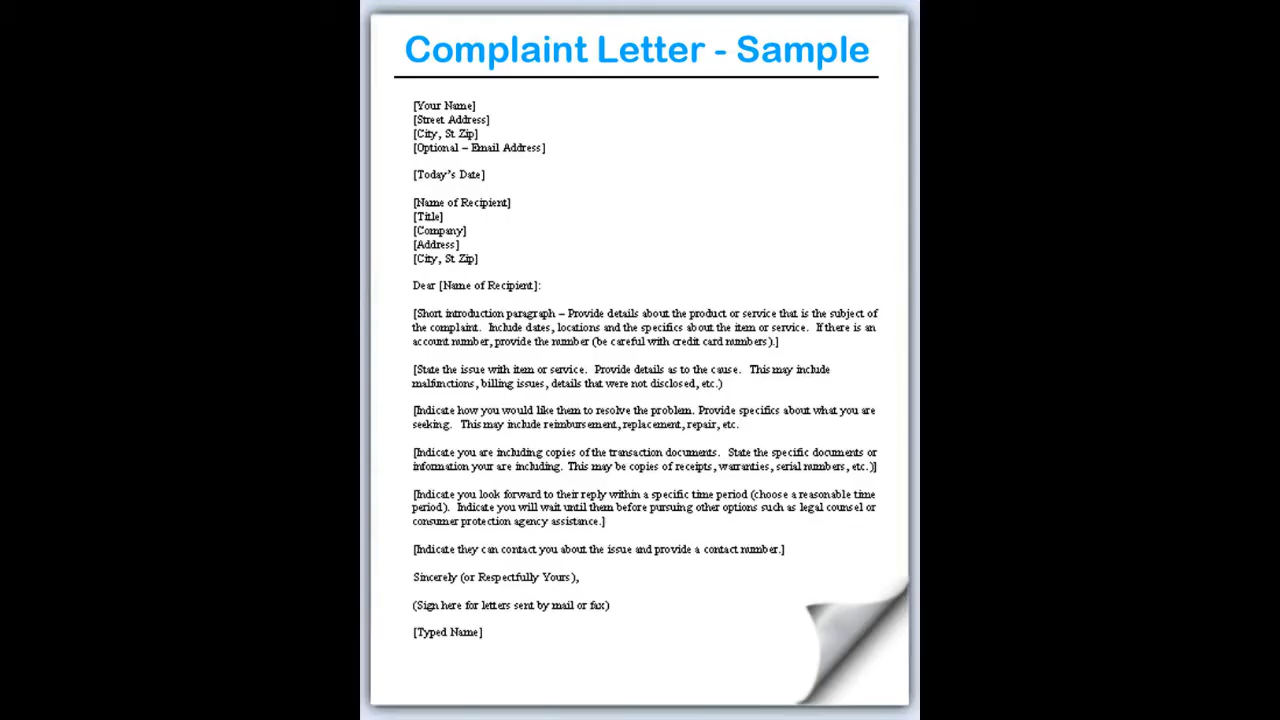 Complaint Letter - Sample
[Your Name]
[Street Address]
[City, St Zip]
[Optional – Email Address]
[Today's Date]
[Name of Recipient]
[Title]
[Company]
[Address]
[City, St Zip]
Dear [Name of Recipient]:
[Short introduction paragraph – Provide details about the product or service that is the subject of
the complaint. Include dates, locations and the specifics about the item or service. If there is an
account number, provide the number (be careful with credit card numbers).]
[State the issue with item or service. Provide details as to the cause. This may include
malfunctions, billing issues, details that were not disclosed, etc.)
[Indicate how you would like them to resolve the problem. Provide specifics about what you are
seeking. This may include reimbursement, replacement, repair, etc.
[Indicate you are including copies of the transaction documents. State the specific documents or
information your are including. This may be copies of receipts, warranties, serial numbers, etc.)]
[Indicate you look forward to their reply within a specific time period (choose a reasonable time
period). Indicate you will wait until them before pursuing other options such as legal counsel or
consumer protection agency assistance.]
[Indicate they can contact you about the issue and provide a contact number.]
Sincerely (or Respectfully Yours),
(Sign here for letters sent by mail or fax)
[Typed Name]